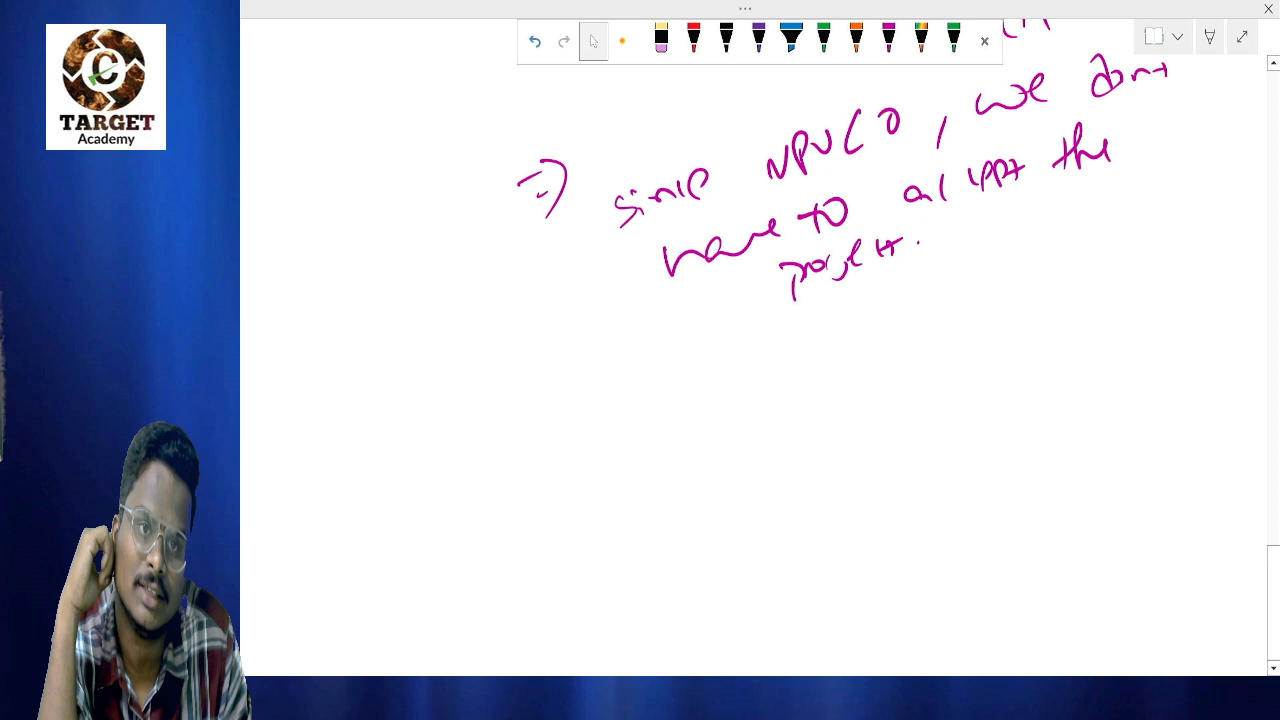 TARGET
Academy
⇒ since NPV < 0, we don't
have to accept the
project.